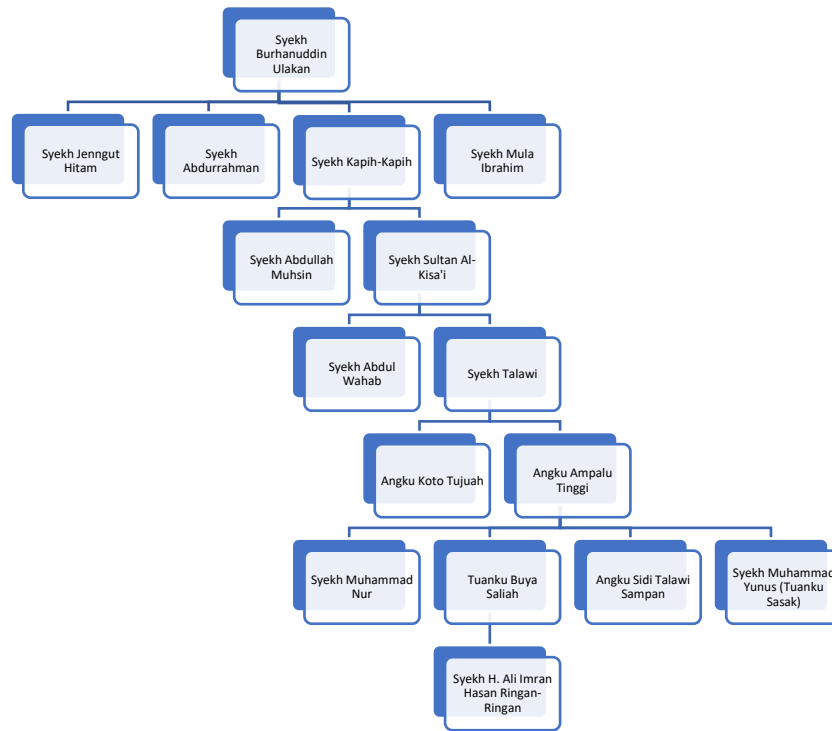 Syekh
Burhanuddin
Ulakan
Syekh Jenngut
Hitam
Syekh
Abdurrahman
Syekh Kapih-Kapih
Syekh Mula
Ibrahim
Syekh Abdullah
Muhsin
Syekh Sultan Al-
Kisa'i
Syekh Abdul
Wahab
Syekh Talawi
Angku Koto Tujuah
Angku Ampalu
Tinggi
Syekh Muhammad
Nur
Tuanku Buya
Saliah
Angku Sidi Talawi
Sampan
Syekh Muhammad
Yunus (Tuanku
Sasak)
Syekh H. Ali Imran
Hasan Ringan-
Ringan